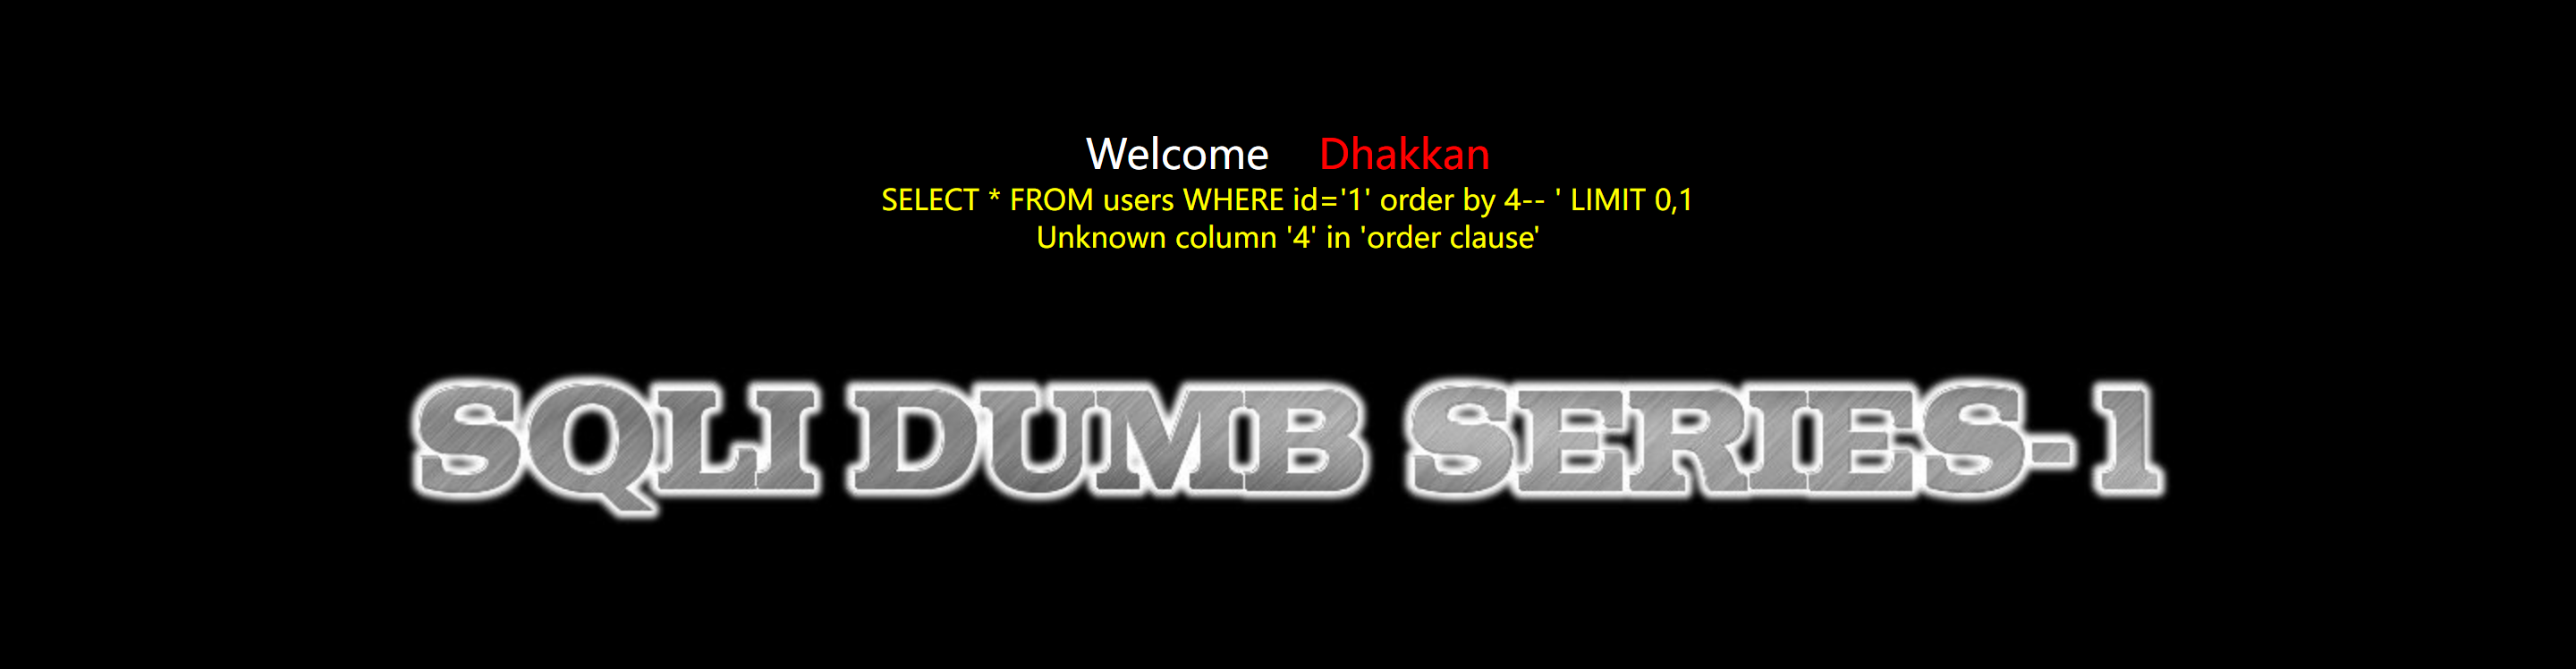 Welcome Dhakkan
SELECT * FROM users WHERE id='1' order by 4-- ' LIMIT 0,1
Unknown column '4' in 'order clause'
SQLI DUMB SERIES-1